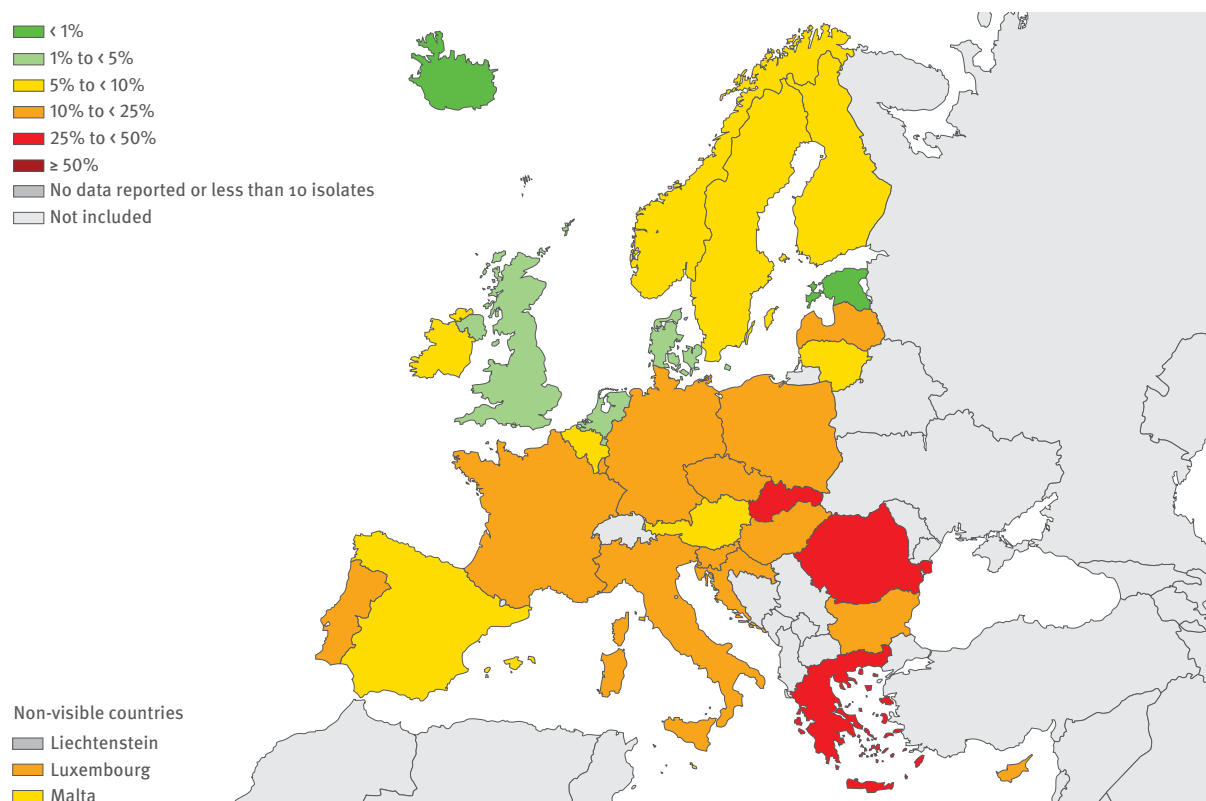 < 1%
1% to < 5%
5% to < 10%
10% to < 25%
25% to < 50%
≥ 50%
No data reported or less than 10 isolates
Not included
Non-visible countries
Liechtenstein
Luxembourg
Malta